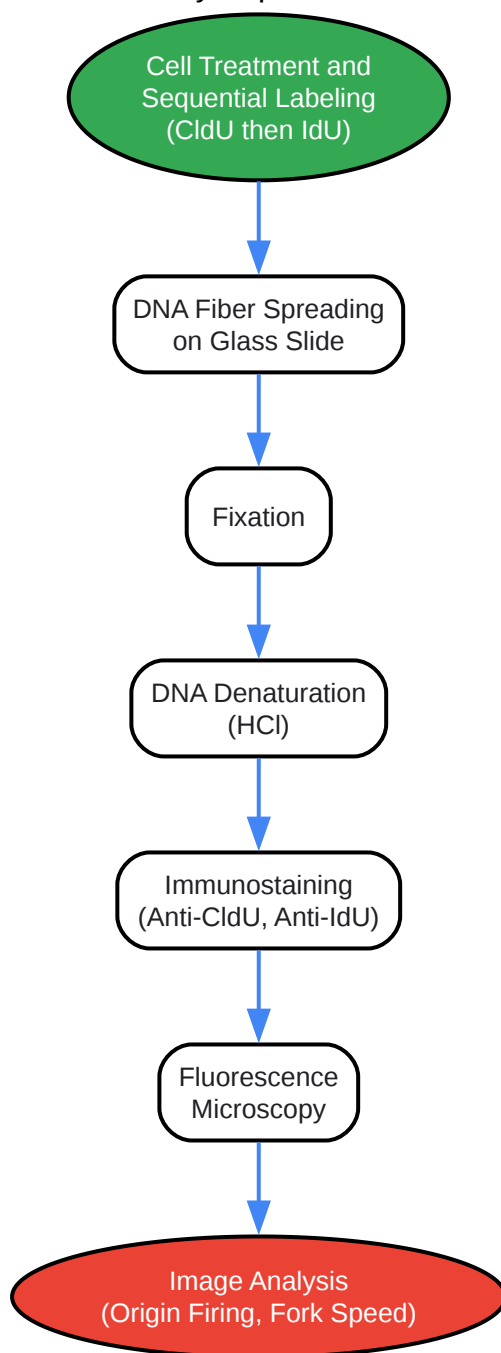 Cell Treatment and
Sequential Labeling
(CldU then IdU)
DNA Fiber Spreading
on Glass Slide
Fixation
DNA Denaturation
(HCl)
Immunostaining
(Anti-CldU, Anti-IdU)
Fluorescence
Microscopy
Image Analysis
(Origin Firing, Fork Speed)